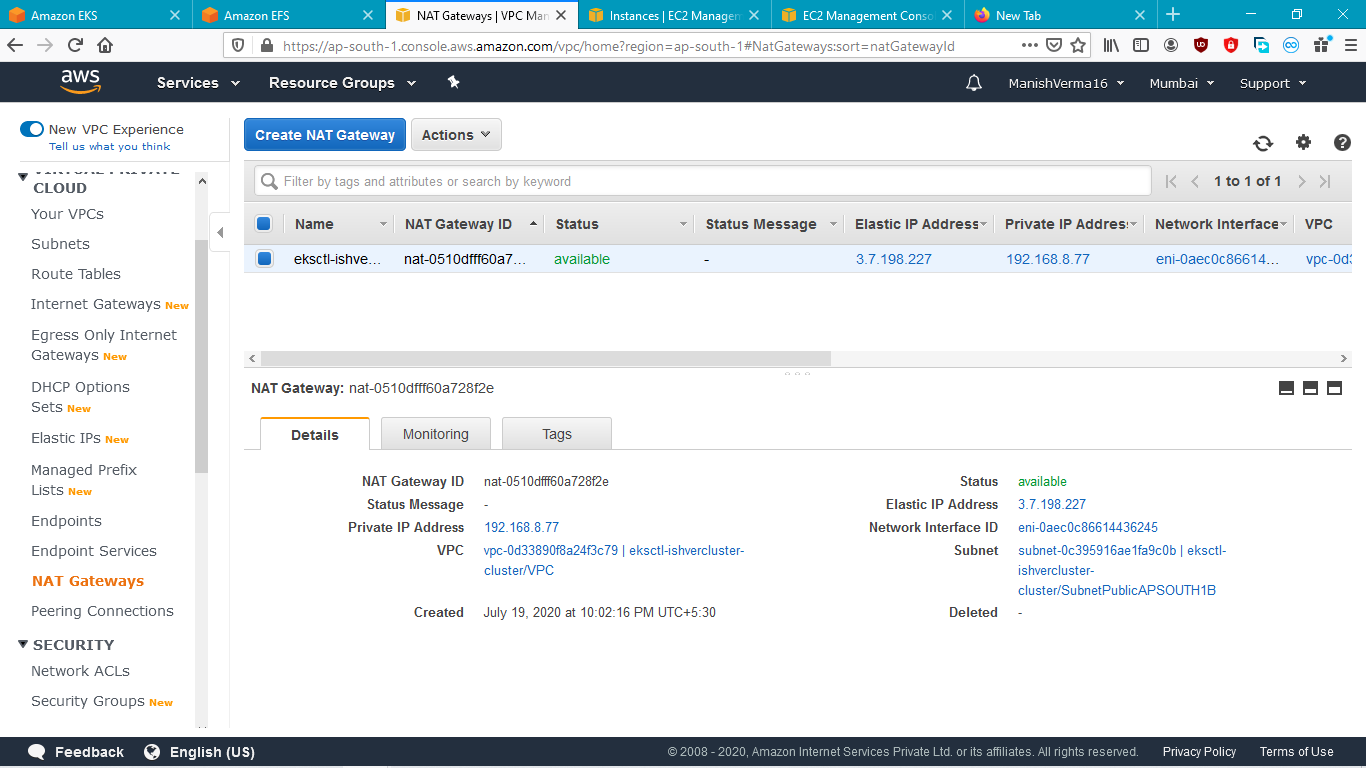 Amazon EKS
Amazon EFS
NAT Gateways | VPC Man
Instances | EC2 Managem
EC2 Management Conso
New Tab
https://ap-south-1.console.aws.amazon.com/vpc/home?region=ap-south-1#NatGateways:sort=natGatewayId
aws
Services
Resource Groups
ManishVerma16
Mumbai
Support
New VPC Experience
Tell us what you think
VIRTUAL PRIVATE
CLOUD
Your VPCs
Subnets
Route Tables
Internet Gateways New
Egress Only Internet
Gateways New
DHCP Options
Sets New
Elastic IPs New
Managed Prefix
Lists New
Endpoints
Endpoint Services
NAT Gateways
Peering Connections
SECURITY
Network ACLs
Security Groups New
Create NAT Gateway
Actions
Filter by tags and attributes or search by keyword
1 to 1 of 1
Name NAT Gateway ID Status Status Message Elastic IP Address Private IP Addres Network Interface VPC
eksctl-ishve... nat-0510dfff60a7... available - 3.7.198.227 192.168.8.77 eni-0aec0c86614... vpc-0d3
NAT Gateway: nat-0510dfff60a728f2e
Details
Monitoring
Tags
NAT Gateway ID nat-0510dfff60a728f2e Status available
Status Message - Elastic IP Address 3.7.198.227
Private IP Address 192.168.8.77 Network Interface ID eni-0aec0c86614436245
VPC vpc-0d33890f8a24f3c79 | eksctl-ishvercluster-
cluster/VPC
Subnet subnet-0c395916ae1fa9c0b | eksctl-
ishvercluster-
cluster/SubnetPublicAPSOUTH1B
Created July 19, 2020 at 10:02:16 PM UTC+5:30 Deleted -
Feedback
English (US)
© 2008 - 2020, Amazon Internet Services Private Ltd. or its affiliates. All rights reserved.
Privacy Policy
Terms of Use